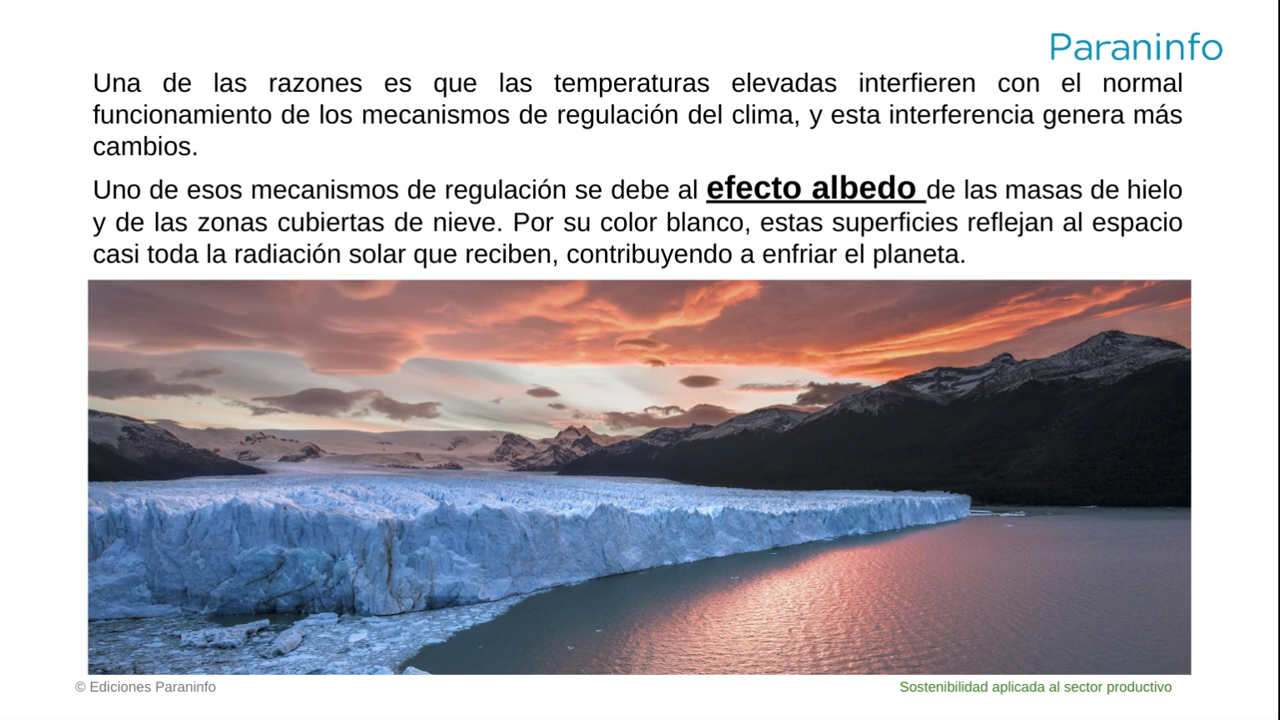 Paraninfo
Una de las razones es que las temperaturas elevadas interfieren con el normal
funcionamiento de los mecanismos de regulación del clima, y esta interferencia genera más
cambios.
Uno de esos mecanismos de regulación se debe al efecto albedo de las masas de hielo
y de las zonas cubiertas de nieve. Por su color blanco, estas superficies reflejan al espacio
casi toda la radiación solar que reciben, contribuyendo a enfriar el planeta.
© Ediciones Paraninfo
Sostenibilidad aplicada al sector productivo